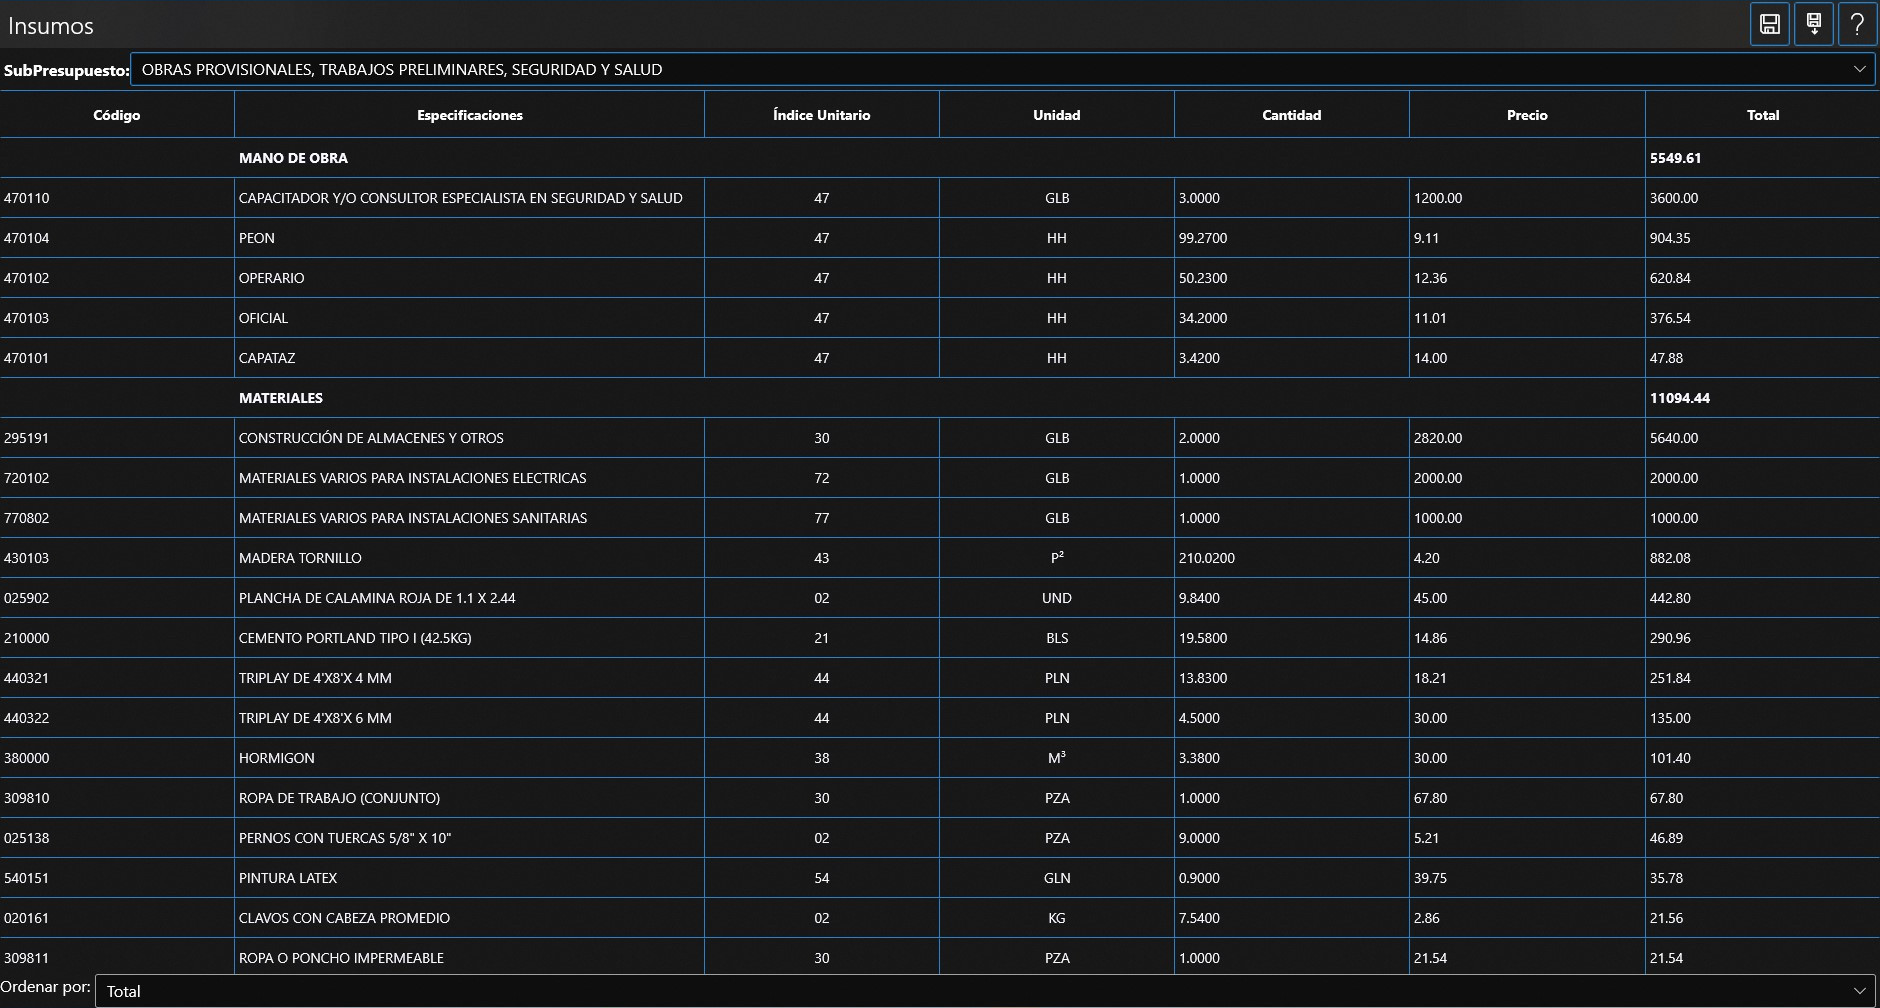 Insumos
SubPresupuesto: OBRAS PROVISIONALES, TRABAJOS PRELIMINARES, SEGURIDAD Y SALUD
Código Especificaciones Índice Unitario Unidad Cantidad Precio Total
MANO DE OBRA 5549.61
470110 CAPACITADOR Y/O CONSULTOR ESPECIALISTA EN SEGURIDAD Y SALUD 47 GLB 3.0000 1200.00 3600.00
470104 PEON 47 HH 99.2700 9.11 904.35
470102 OPERARIO 47 HH 50.2300 12.36 620.84
470103 OFICIAL 47 HH 34.2000 11.01 376.54
470101 CAPATAZ 47 HH 3.4200 14.00 47.88
MATERIALES 11094.44
295191 CONSTRUCCIÓN DE ALMACENES Y OTROS 30 GLB 2.0000 2820.00 5640.00
720102 MATERIALES VARIOS PARA INSTALACIONES ELECTRICAS 72 GLB 1.0000 2000.00 2000.00
770802 MATERIALES VARIOS PARA INSTALACIONES SANITARIAS 77 GLB 1.0000 1000.00 1000.00
430103 MADERA TORNILLO 43 P² 210.0200 4.20 882.08
025902 PLANCHA DE CALAMINA ROJA DE 1.1 X 2.44 02 UND 9.8400 45.00 442.80
210000 CEMENTO PORTLAND TIPO I (42.5KG) 21 BLS 19.5800 14.86 290.96
440321 TRIPLAY DE 4'X8'X 4 MM 44 PLN 13.8300 18.21 251.84
440322 TRIPLAY DE 4'X8'X 6 MM 44 PLN 4.5000 30.00 135.00
380000 HORMIGON 38 M³ 3.3800 30.00 101.40
309810 ROPA DE TRABAJO (CONJUNTO) 30 PZA 1.0000 67.80 67.80
025138 PERNOS CON TUERCAS 5/8" X 10" 02 PZA 9.0000 5.21 46.89
540151 PINTURA LATEX 54 GLN 0.9000 39.75 35.78
020161 CLAVOS CON CABEZA PROMEDIO 02 KG 7.5400 2.86 21.56
309811 ROPA O PONCHO IMPERMEABLE 30 PZA 1.0000 21.54 21.54
Ordenar por: Total